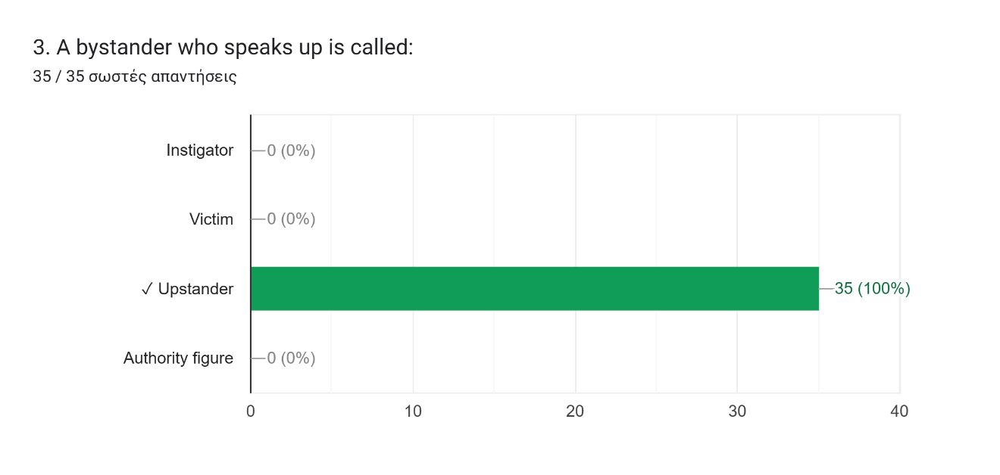 3. A bystander who speaks up is called:
35 / 35 σωστές απαντήσεις
Instigator 0 (0%)
Victim 0 (0%)
✓ Upstander 35 (100%)
Authority figure 0 (0%)
0 10 20 30 40